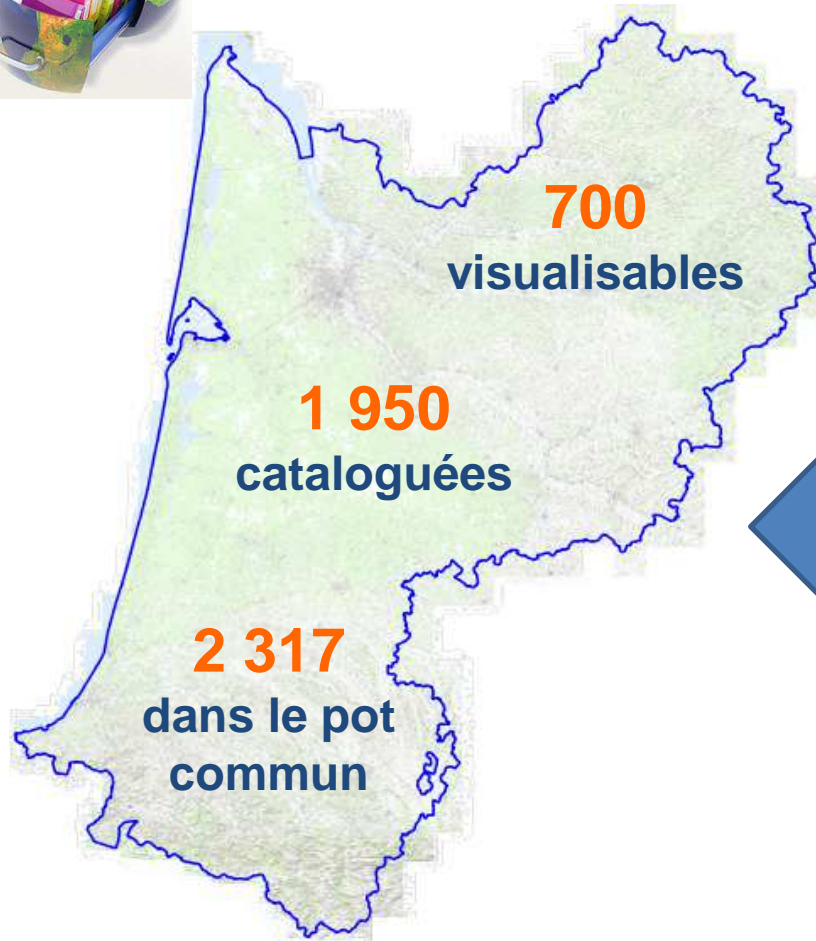 700
visualisables
1 950
cataloguées
2 317
dans le pot
commun